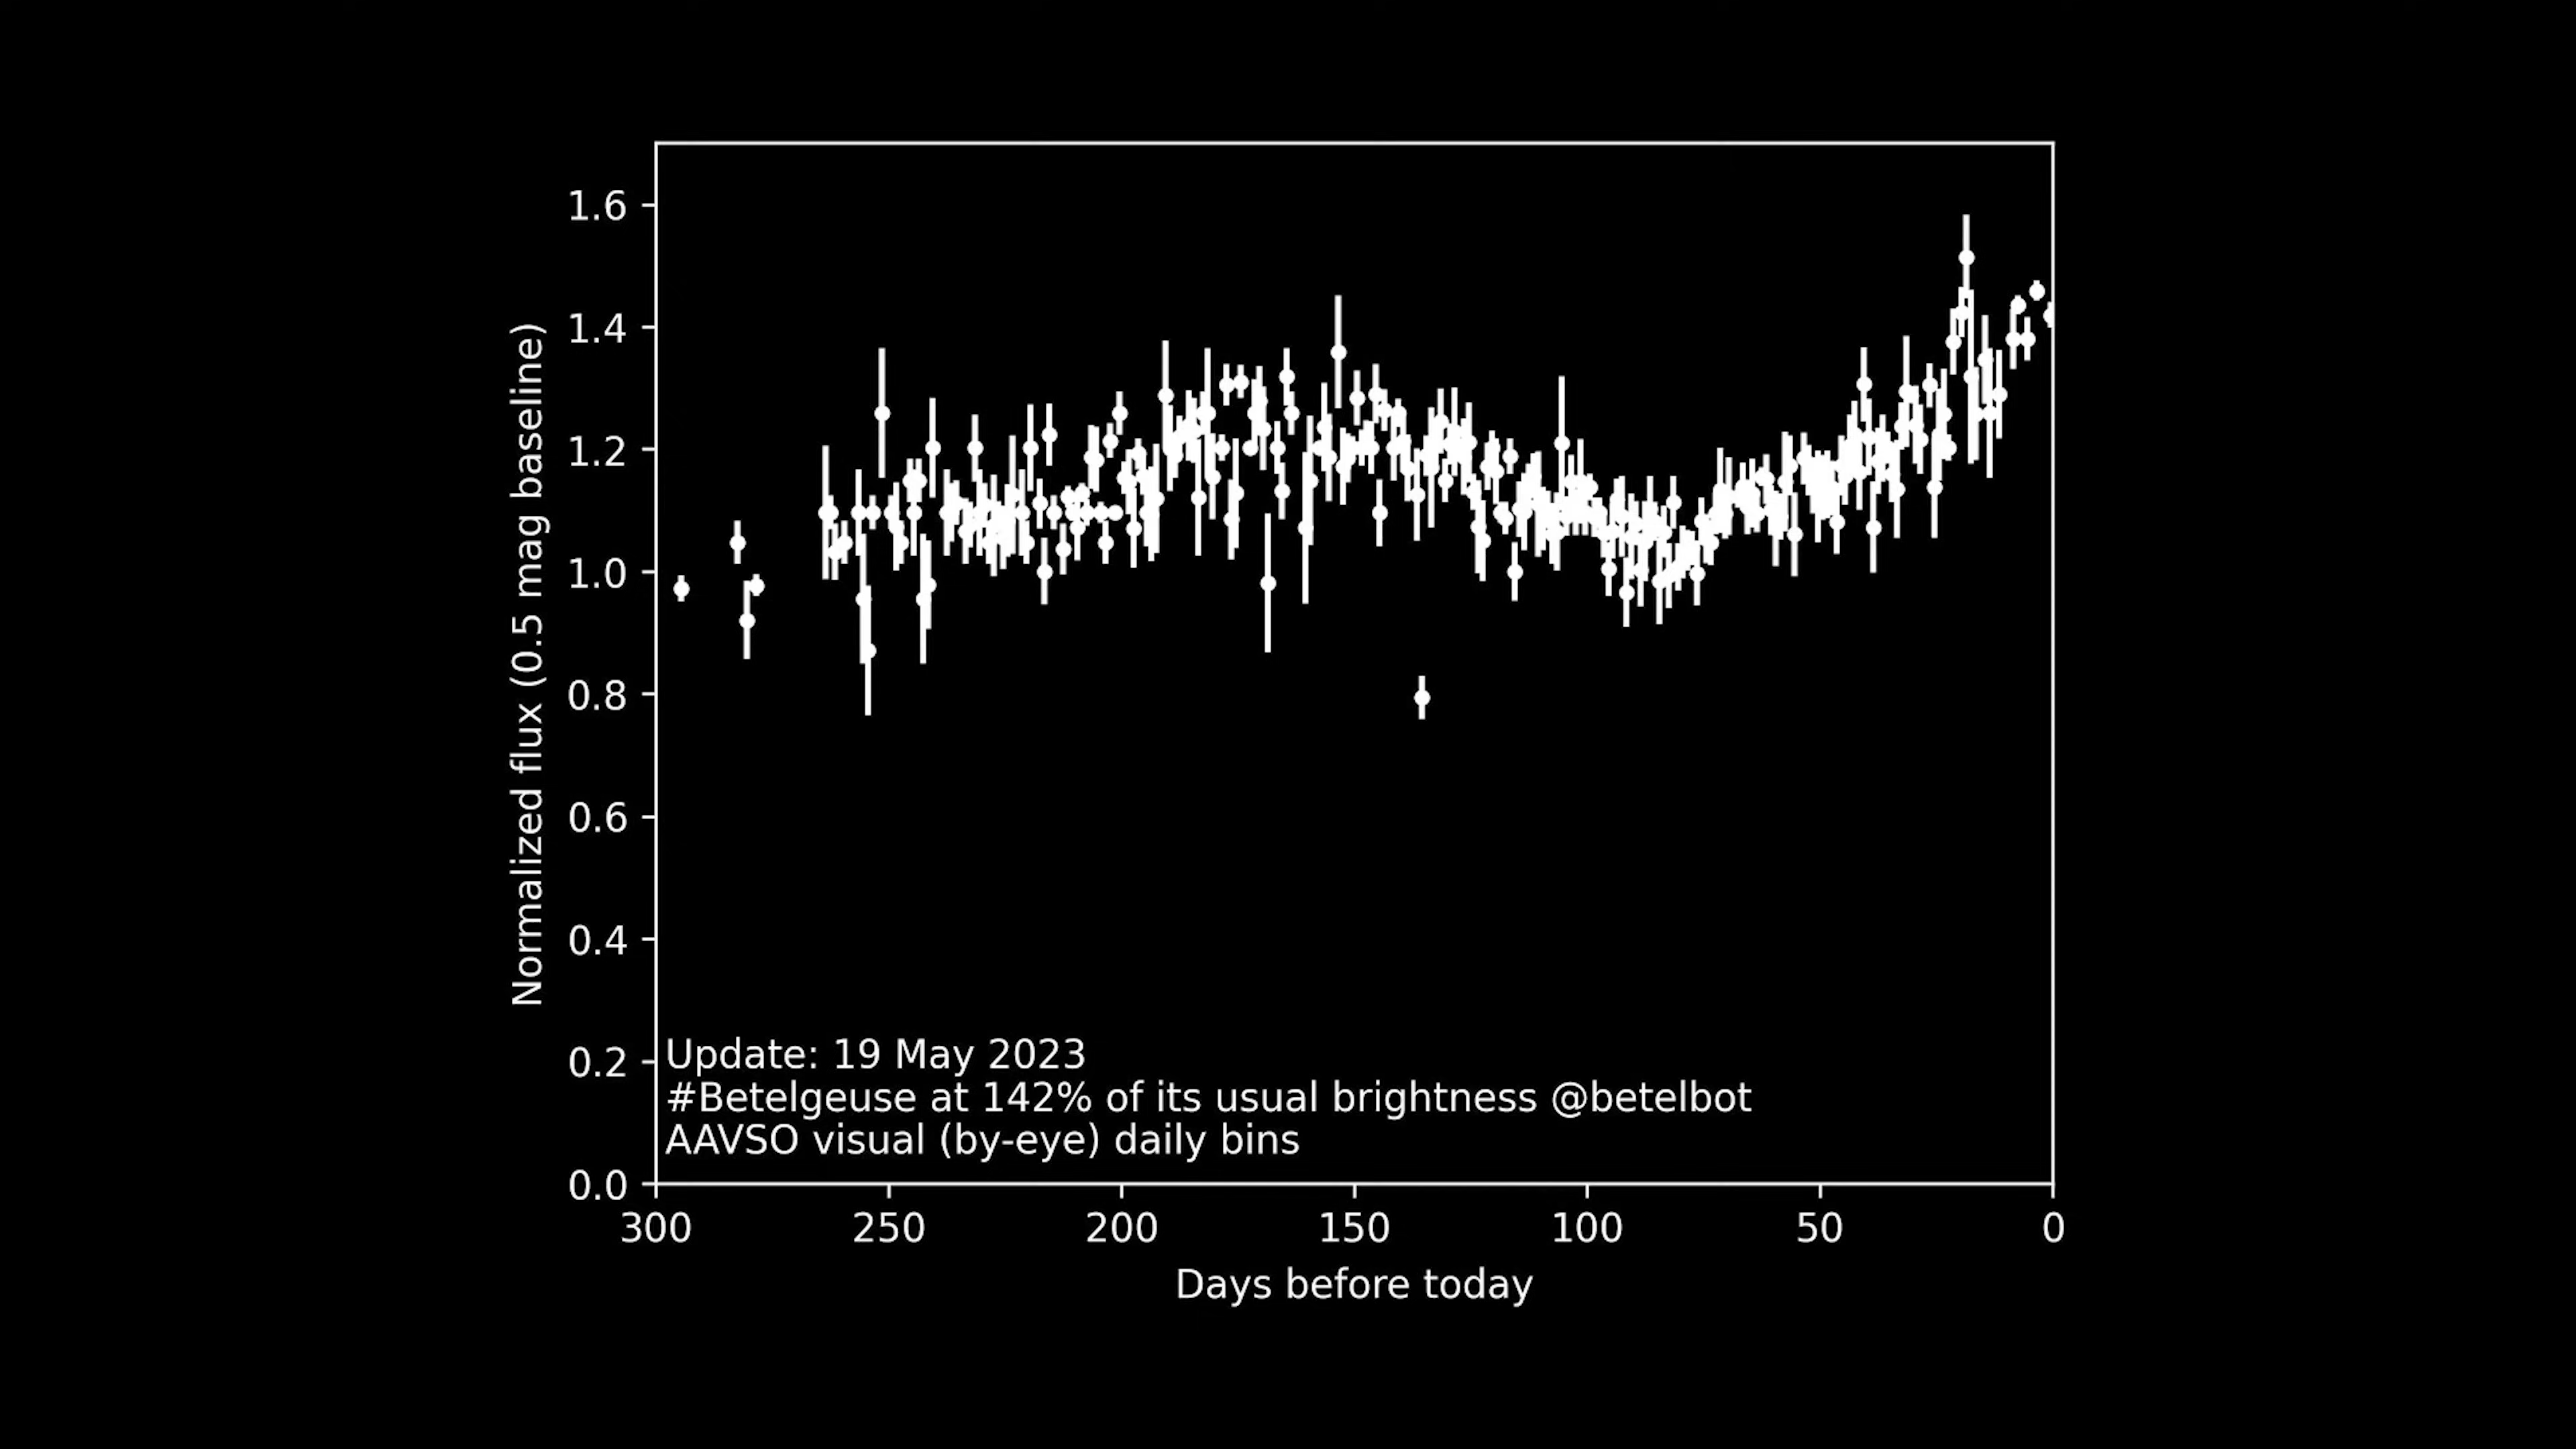 1.6
1.4
1.2
1.0
0.8
0.6
0.4
0.2
0.0
Normalized flux (0.5 mag baseline)
Update: 19 May 2023
#Betelgeuse at 142% of its usual brightness @betelbot
AAVSO visual (by-eye) daily bins
300 250 200 150 100 50 0
Days before today